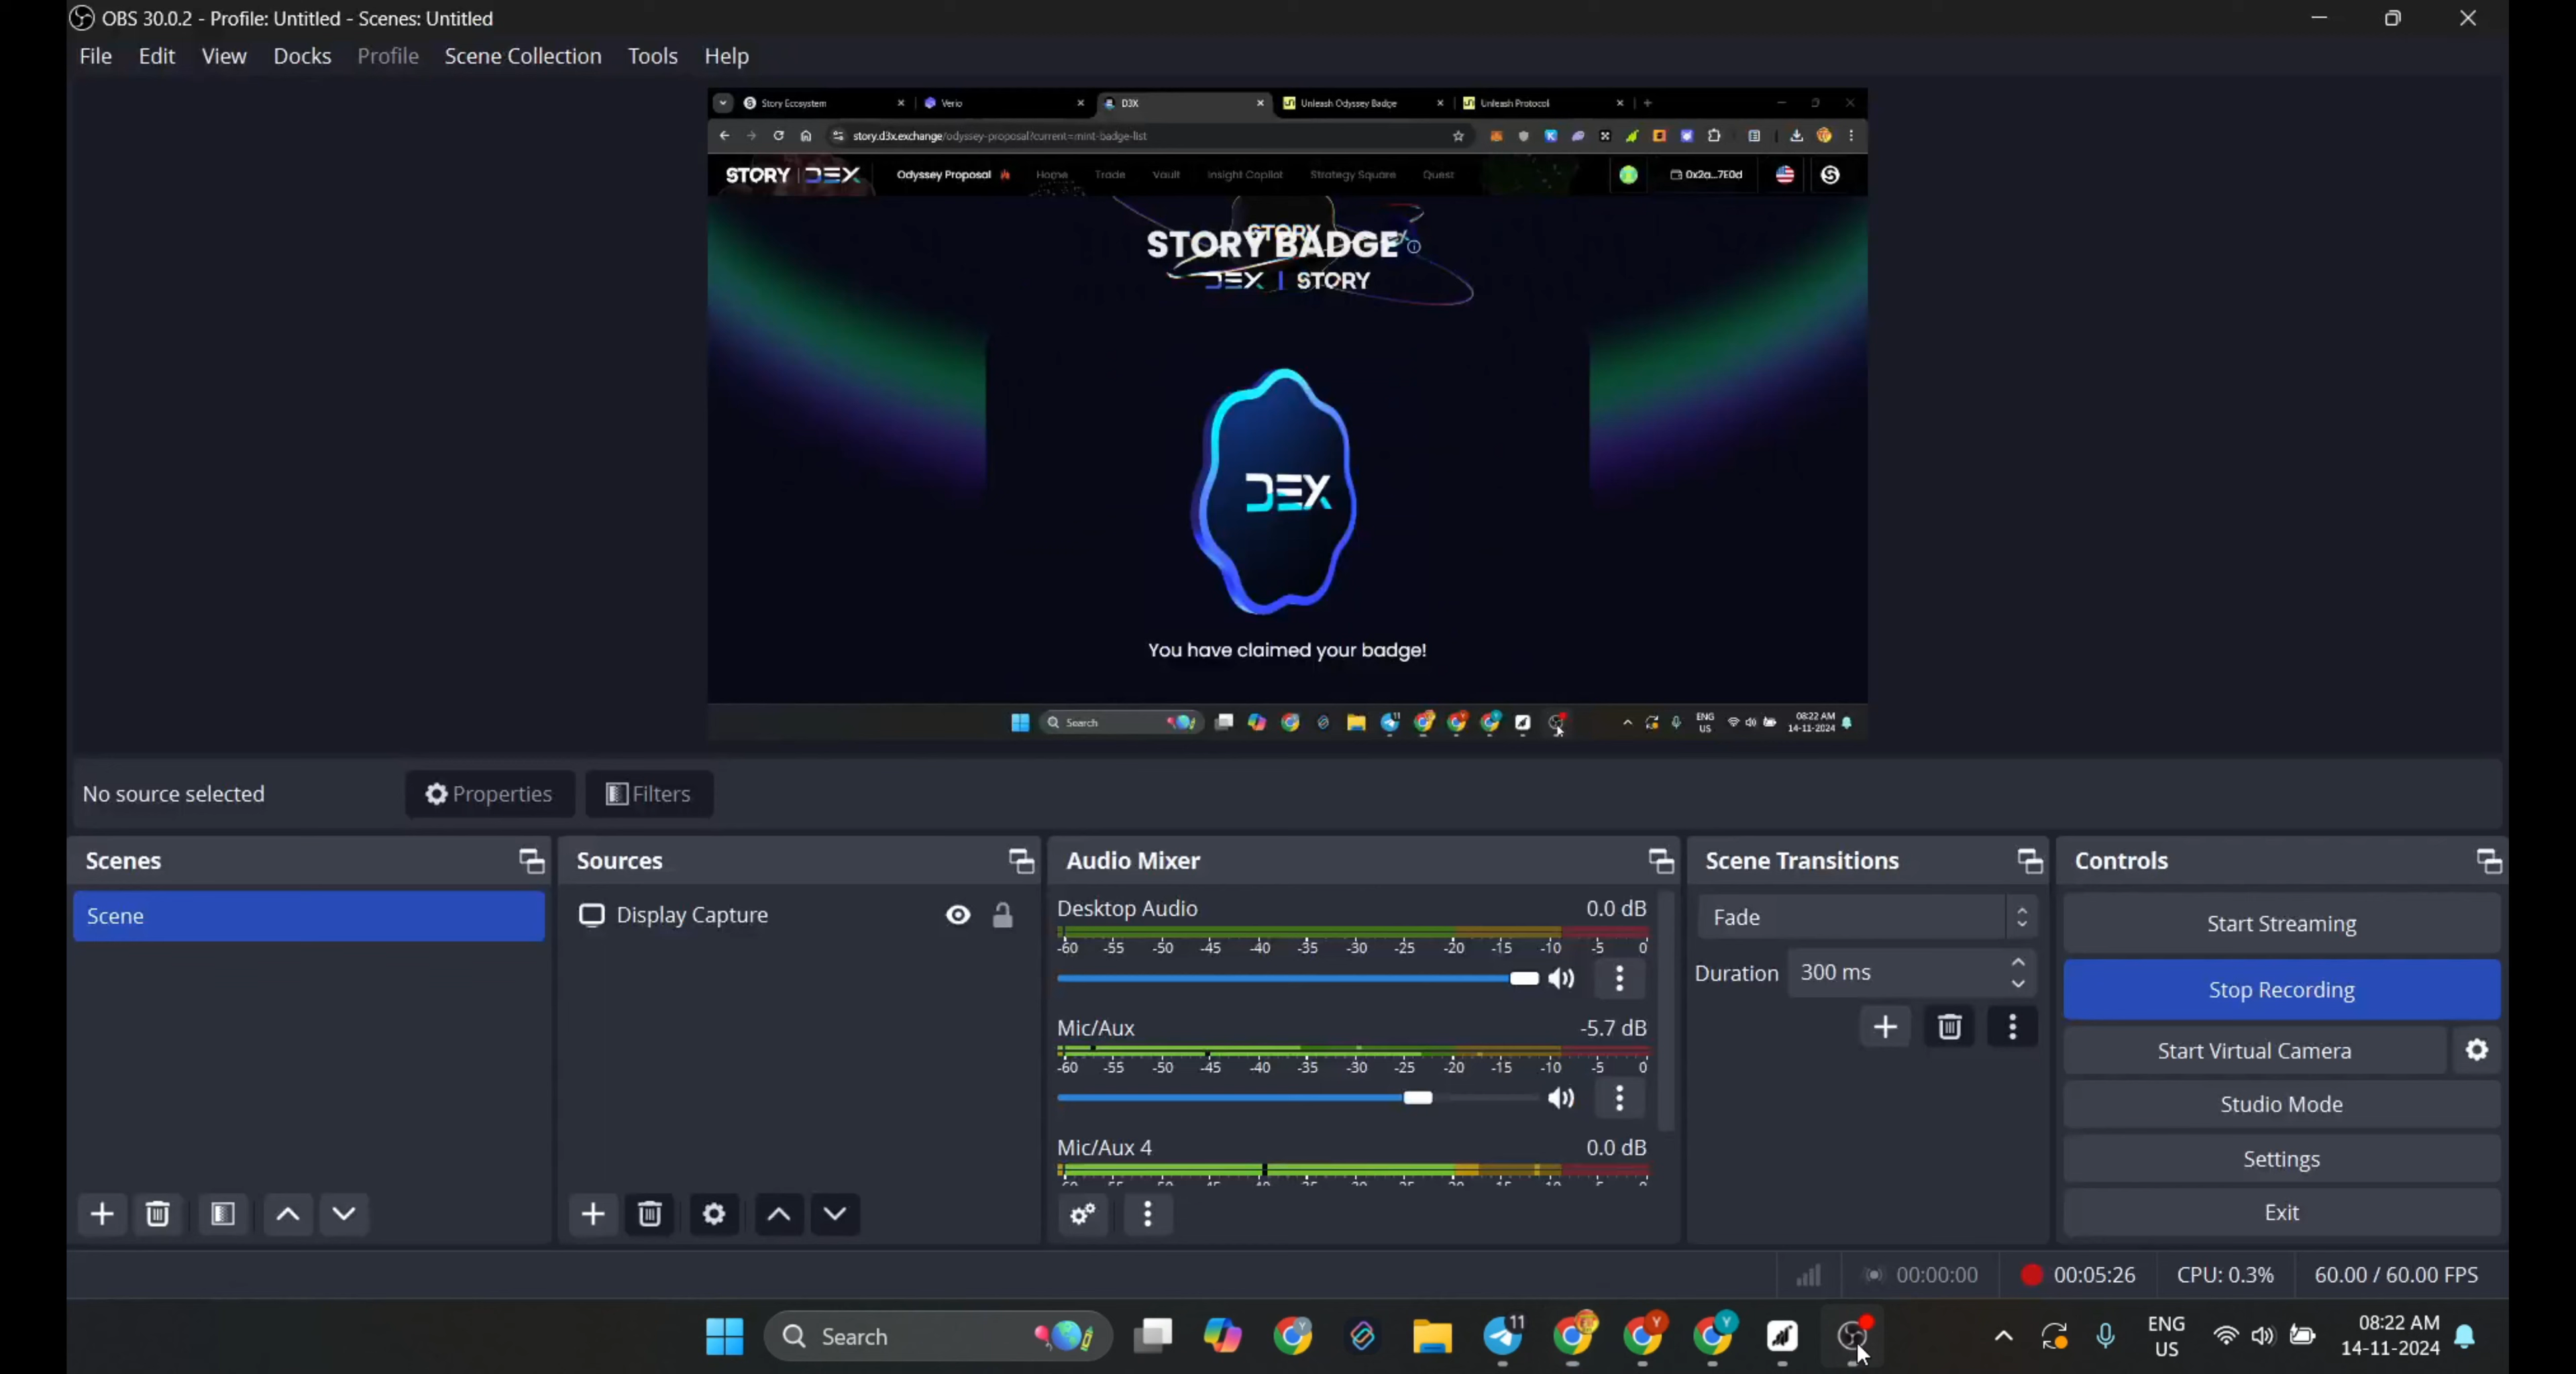 OBS 30.0.2 - Profile: Untitled - Scenes: Untitled
File Edit View Docks Profile Scene Collection Tools Help
Story Ecosystem Verio D3X Unleash Odyssey Badge Unleash Protocol
story.d3x.exchange/odyssey-proposal?current=mint-badge-list
STORY | DEX Odyssey Proposal Home Trade Vault Insight Copilot Strategy Square Quest 0x2a...7E0d
STORY
STORY BADGE
DEX | STORY
DEX
You have claimed your badge!
Search 11 ENG US 08:22 AM
14-11-2024
No source selected Properties Filters
Scenes Sources Audio Mixer Scene Transitions Controls
Scene
Display Capture
Desktop Audio 0.0 dB
-60 -55 -50 -45 -40 -35 -30 -25 -20 -15 -10 -5 0
Mic/Aux -5.7 dB
-60 -55 -50 -45 -40 -35 -30 -25 -20 -15 -10 -5 0
Mic/Aux 4 0.0 dB
Fade
Duration 300 ms
Start Streaming
Stop Recording
Start Virtual Camera
Studio Mode
Settings
Exit
00:00:00 00:05:26 CPU: 0.3% 60.00 / 60.00 FPS
Search 11 Y Y Y ENG US 08:22 AM
14-11-2024